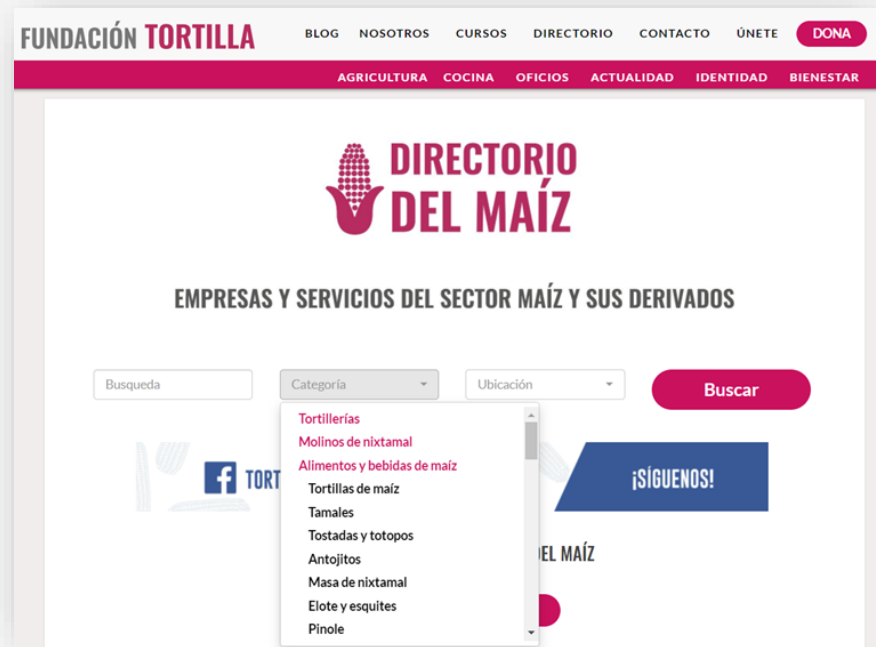 FUNDACIÓN TORTILLA
BLOG NOSOTROS CURSOS DIRECTORIO CONTACTO ÚNETE DONA
AGRICULTURA COCINA OFICIOS ACTUALIDAD IDENTIDAD BIENESTAR
DIRECTORIO
DEL MAÍZ
EMPRESAS Y SERVICIOS DEL SECTOR MAÍZ Y SUS DERIVADOS
Busqueda Categoría Ubicación Buscar
Tortillerías
Molinos de nixtamal
Alimentos y bebidas de maíz
Tortillas de maíz
Tamales
Tostadas y totopos
Antojitos
Masa de nixtamal
Elote y esquites
Pinole
¡SÍGUENOS!
MAÍZ